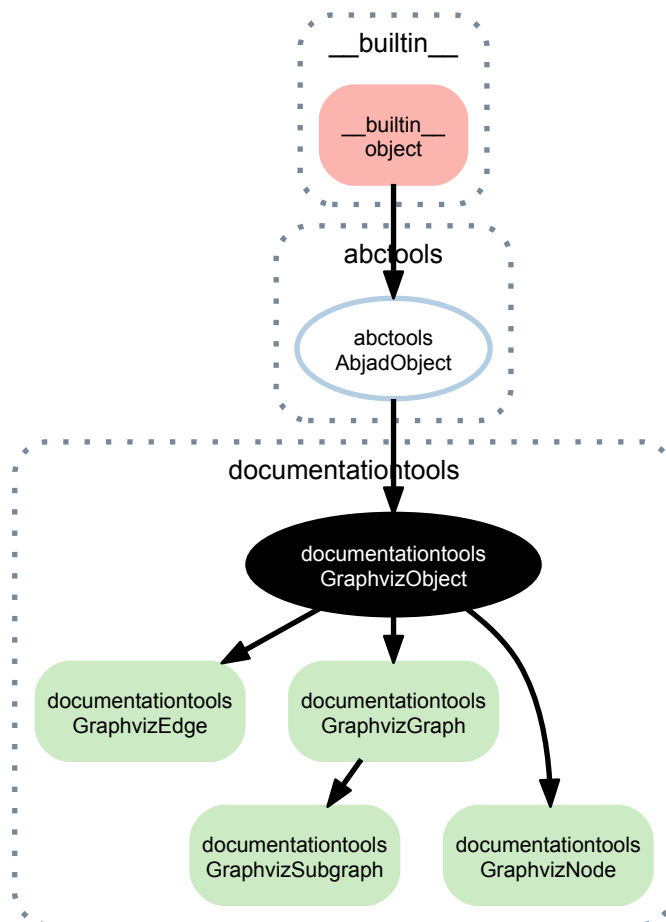 __builtin__
__builtin__
object
abctools
abctools
AbjadObject
documentationtools
documentationtools
GraphvizObject
documentationtools
GraphvizEdge
documentationtools
GraphvizGraph
documentationtools
GraphvizSubgraph
documentationtools
GraphvizNode